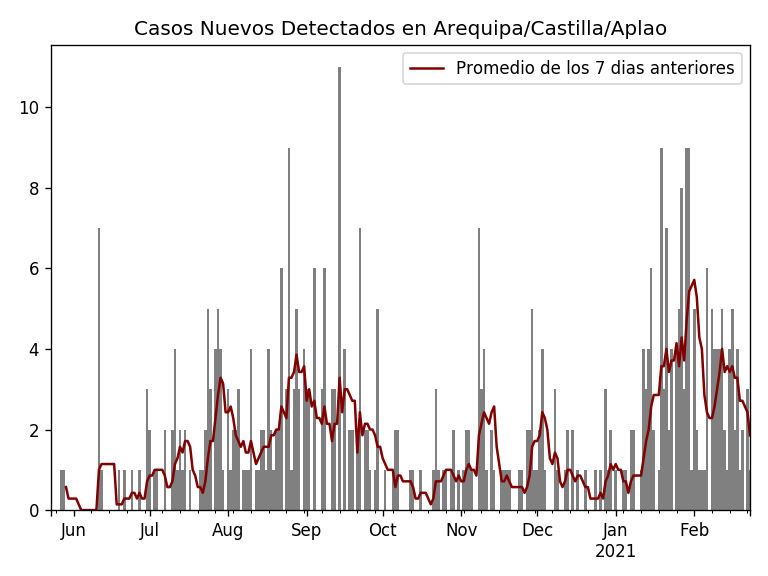 Casos Nuevos Detectados en Arequipa/Castilla/Aplao
Promedio de los 7 dias anteriores
10
8
6
4
2
0
Jun Jul Aug Sep Oct Nov Dec Jan Feb
2021